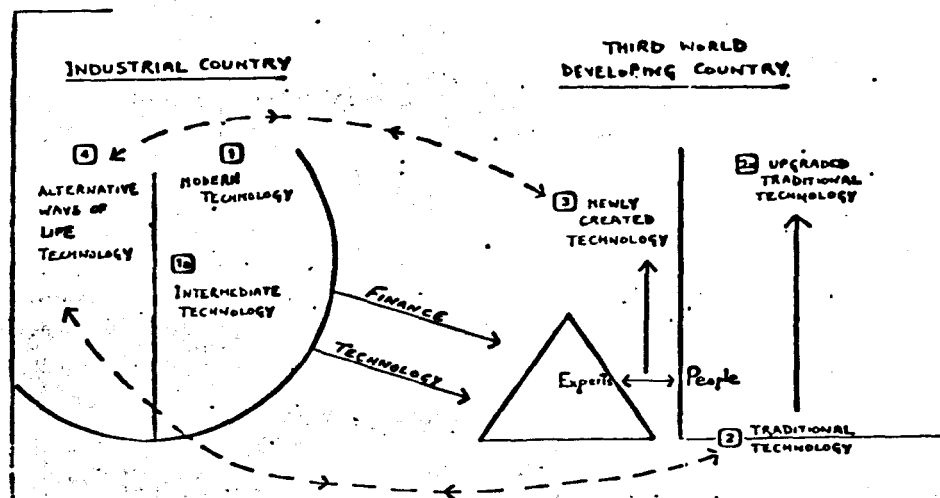 INDUSTRIAL COUNTRY
THIRD WORLD
DEVELOPING COUNTRY.
4
ALTERNATIVE
WAYS OF
LIFE
TECHNOLOGY
1
MODERN
TECHNOLOGY
1a
INTERMEDIATE
TECHNOLOGY
FINANCE
TECHNOLOGY
3 NEWLY
CREATED
TECHNOLOGY
Experts
People
2a UPGRADED
TRADITIONAL
TECHNOLOGY
2 TRADITIONAL
TECHNOLOGY